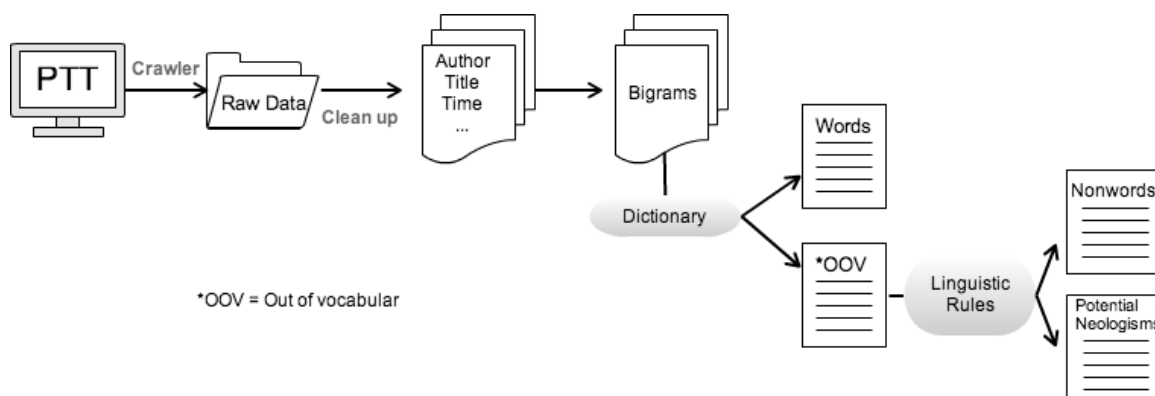 PTT
Crawler
Raw Data
Clean up
Author
Title
Time
...
Bigrams
Dictionary
Words
*OOV
Linguistic
Rules
Nonwords
Potential
Neologisms
*OOV = Out of vocabular